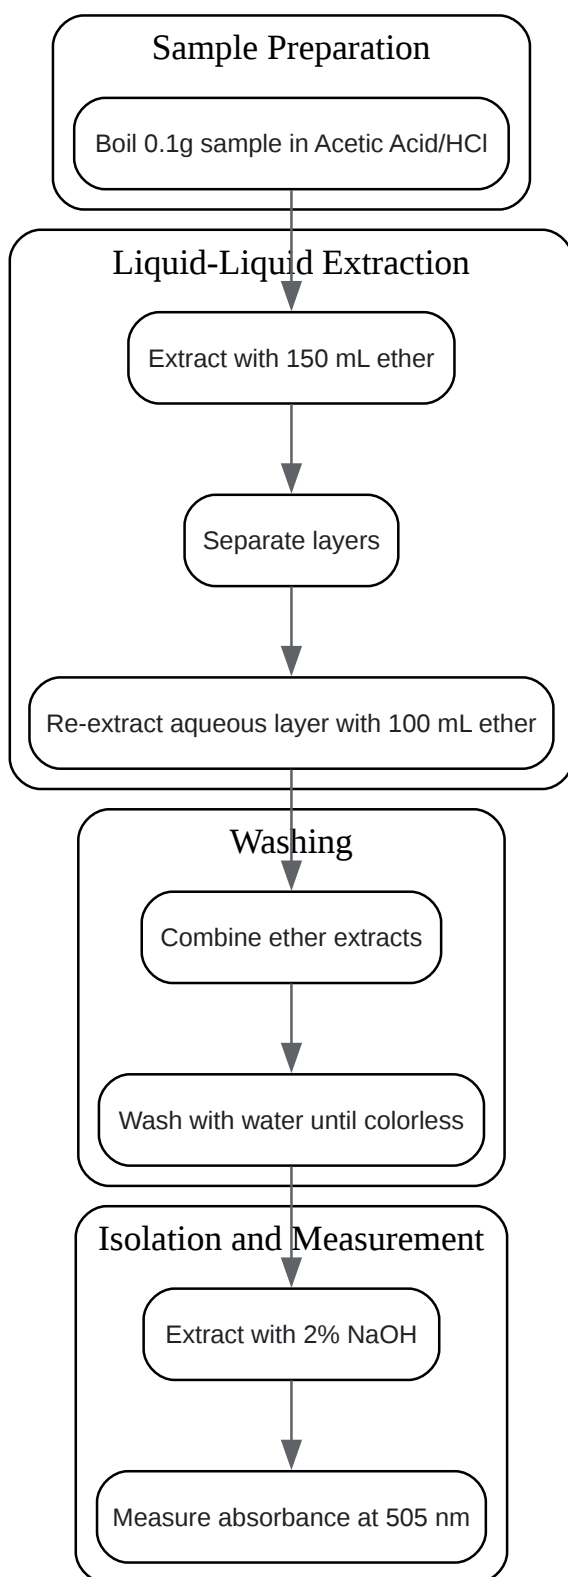 Sample Preparation
Boil 0.1g sample in Acetic Acid/HCl
Liquid-Liquid Extraction
Extract with 150 mL ether
Separate layers
Re-extract aqueous layer with 100 mL ether
Washing
Combine ether extracts
Wash with water until colorless
Isolation and Measurement
Extract with 2% NaOH
Measure absorbance at 505 nm